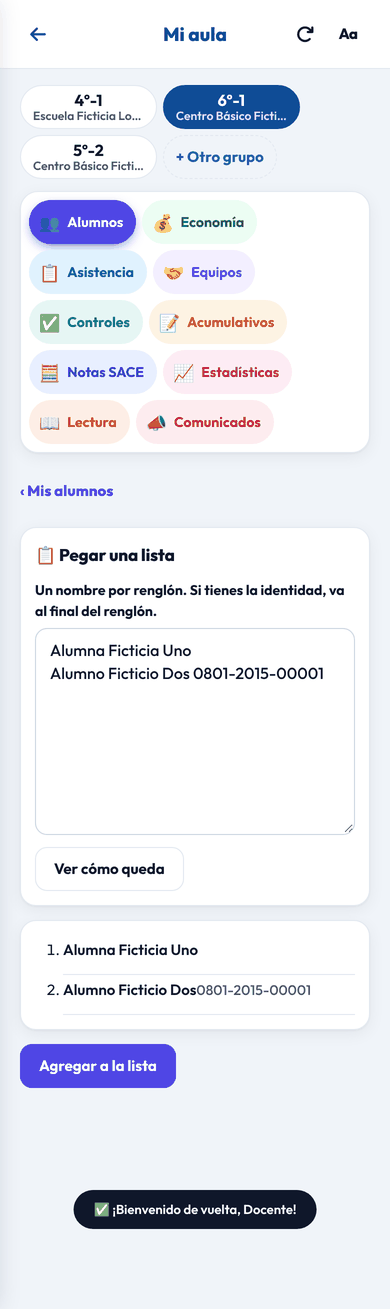 Mi aula
Aa
4°-1
Escuela Ficticia Lo...
6°-1
Centro Básico Ficti...
5°-2
Centro Básico Ficti...
+ Otro grupo
Alumnos
Economía
Asistencia
Equipos
Controles
Acumulativos
Notas SACE
Estadísticas
Lectura
Comunicados
‹ Mis alumnos
Pegar una lista
Un nombre por renglón. Si tienes la identidad, va
al final del renglón.
Alumna Ficticia Uno
Alumno Ficticio Dos 0801-2015-00001
Ver cómo queda
1. Alumna Ficticia Uno
2. Alumno Ficticio Dos0801-2015-00001
Agregar a la lista
✅ ¡Bienvenido de vuelta, Docente!